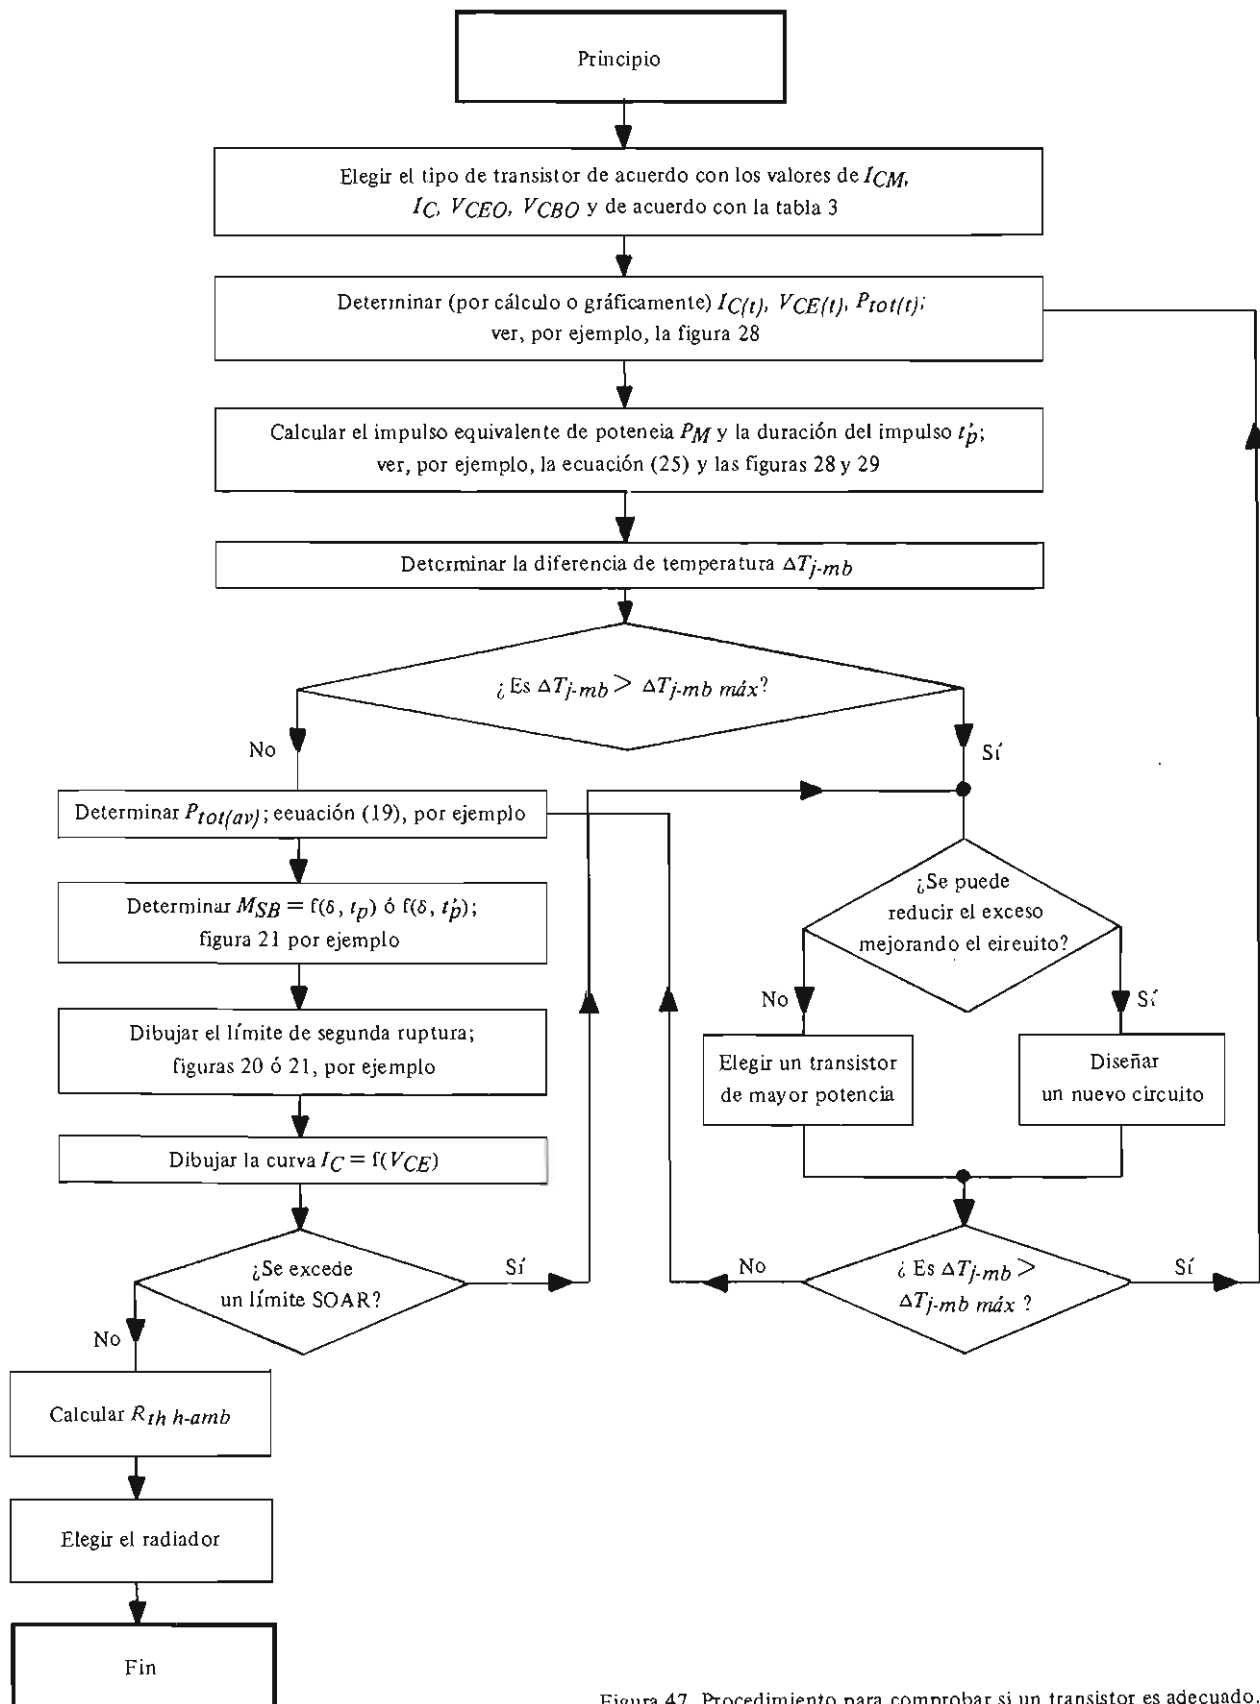 Principio
Elegir el tipo de transistor de acuerdo con los valores de I_CM,
I_C, V_CEO, V_CBO y de acuerdo con la tabla 3
Determinar (por cálculo o gráficamente) I_C(t), V_CE(t), P_tot(t);
ver, por ejemplo, la figura 28
Calcular el impulso equivalente de poteneia P_M y la duración del impulso t'_p;
ver, por ejemplo, la ecuación (25) y las figuras 28 y 29
Determinar la diferencia de temperatura ΔT_j-mb
¿Es ΔT_j-mb > ΔT_j-mb máx?
No
Sí
Determinar P_tot(av); eeuación (19), por ejemplo
Determinar M_SB = f(δ, t_p) ó f(δ, t'_p);
figura 21 por ejemplo
Dibujar el límite de segunda ruptura;
figuras 20 ó 21, por ejemplo
Dibujar la curva I_C = f(V_CE)
¿Se excede
un límite SOAR?
Sí
No
Calcular R_th h-amb
Elegir el radiador
Fin
¿Se puede
reducir el exceso
mejorando el eireuito?
No
Sí
Elegir un transistor
de mayor potencia
Diseñar
un nuevo circuito
¿Es ΔT_j-mb >
ΔT_j-mb máx?
No
Sí
Figura 47. Procedimiento para comprobar si un transistor es adecuado.